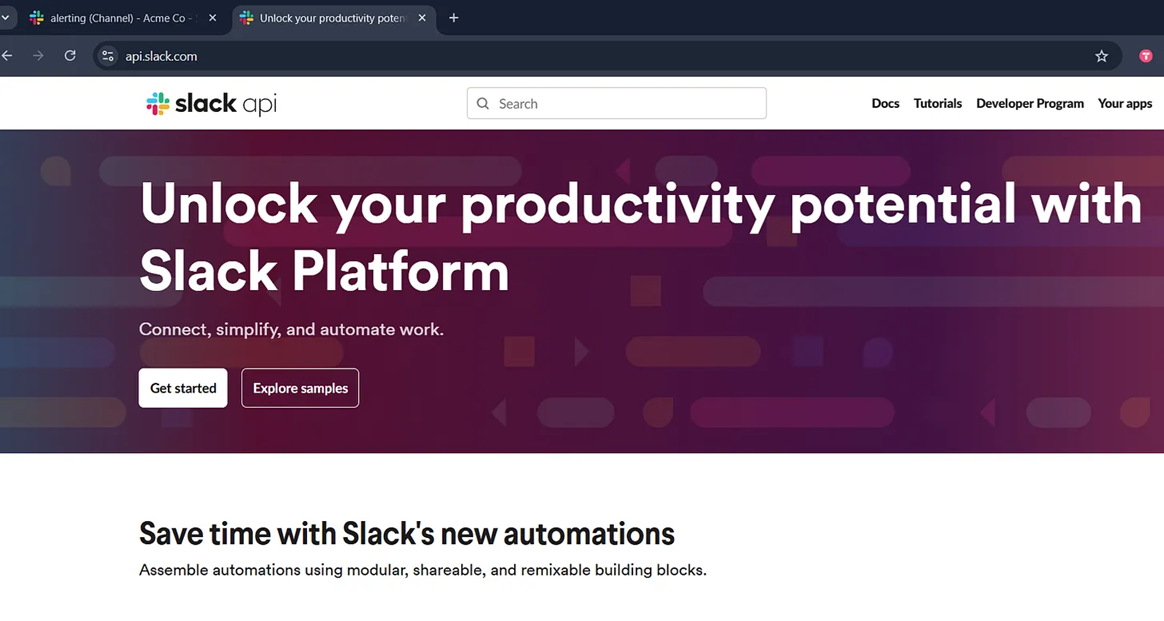 alerting (Channel) - Acme Co -
Unlock your productivity poten
api.slack.com
T
slack api
Search
Docs Tutorials Developer Program Your apps
Unlock your productivity potential with
Slack Platform
Connect, simplify, and automate work.
Get started Explore samples
Save time with Slack's new automations
Assemble automations using modular, shareable, and remixable building blocks.